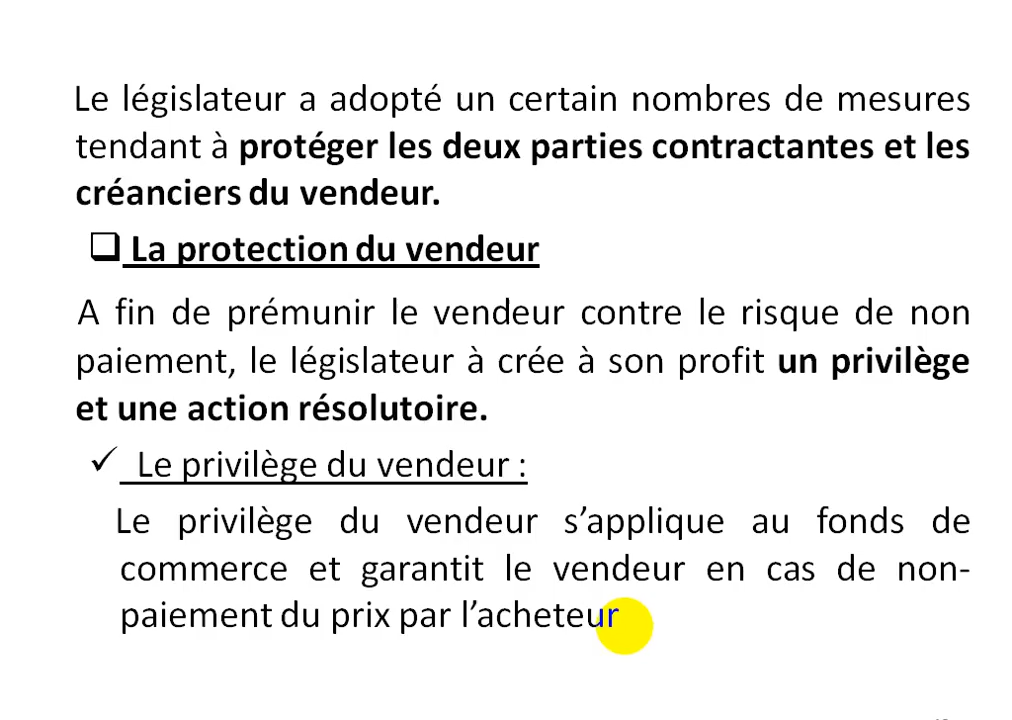 Le législateur a adopté un certain nombres de mesures
tendant à protéger les deux parties contractantes et les
créanciers du vendeur.
La protection du vendeur
A fin de prémunir le vendeur contre le risque de non
paiement, le législateur à crée à son profit un privilège
et une action résolutoire.
Le privilège du vendeur :
Le privilège du vendeur s’applique au fonds de
commerce et garantit le vendeur en cas de non-
paiement du prix par l’acheteur